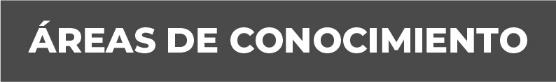 ÁREAS DE CONOCIMIENTO